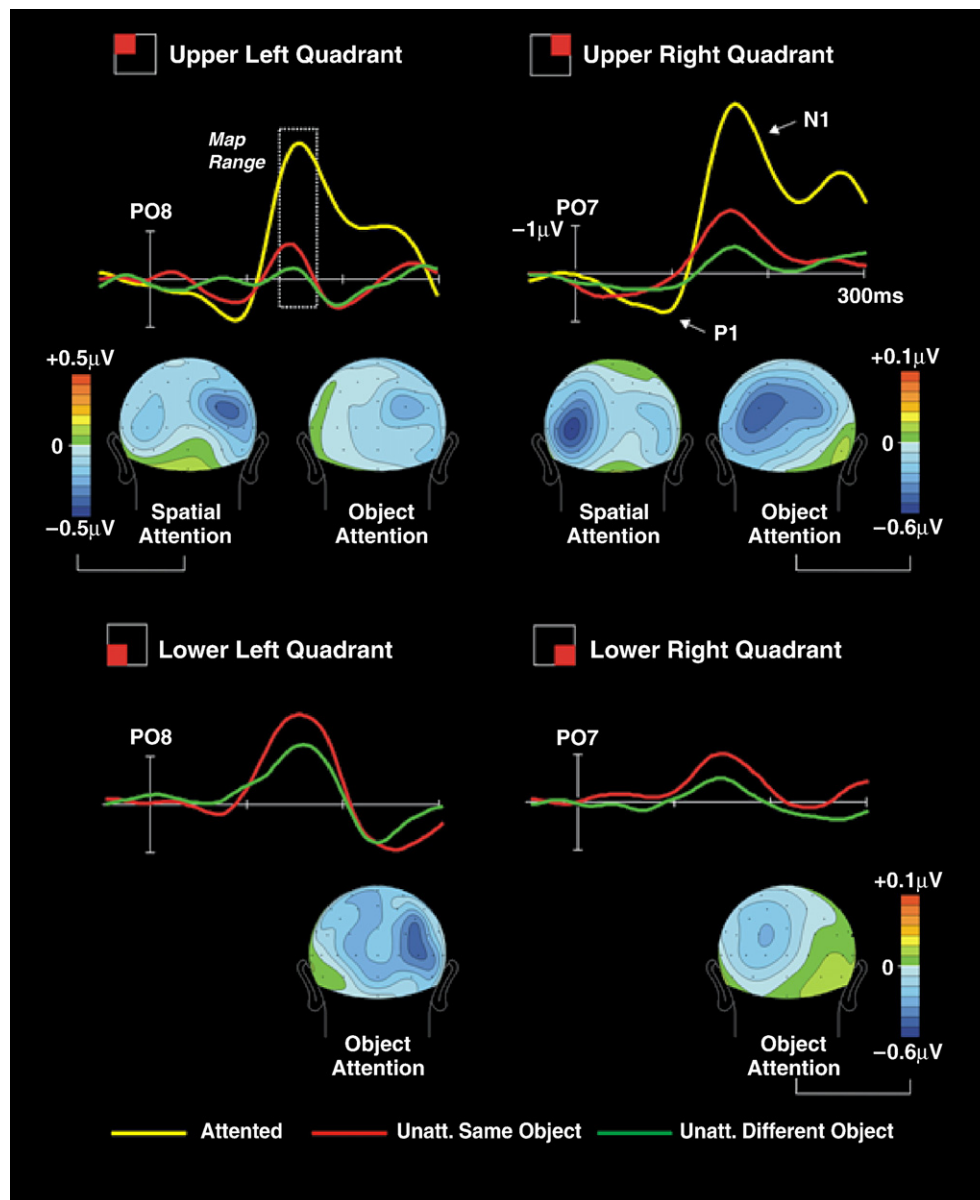 Upper Left Quadrant
Upper Right Quadrant
Map
Range
N1
PO8
PO7
−1μV
300ms
P1
+0.5μV
0
−0.5μV
Spatial
Attention
Object
Attention
Spatial
Attention
Object
Attention
+0.1μV
0
−0.6μV
Lower Left Quadrant
Lower Right Quadrant
PO8
PO7
+0.1μV
0
−0.6μV
Object
Attention
Object
Attention
Attented
Unatt. Same Object
Unatt. Different Object